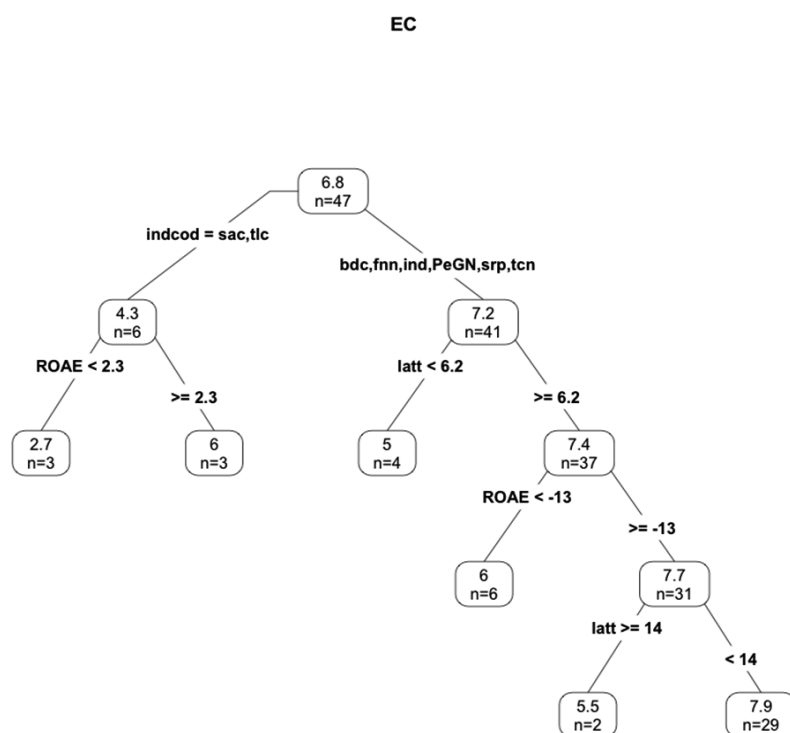 EC
6.8
n=47
indcod = sac,tlc
bdc,fnn,ind,PeGN,srp,tcn
4.3
n=6
7.2
n=41
ROAE < 2.3
>= 2.3
latt < 6.2
>= 6.2
2.7
n=3
6
n=3
5
n=4
7.4
n=37
ROAE < -13
>= -13
6
n=6
7.7
n=31
latt >= 14
< 14
5.5
n=2
7.9
n=29